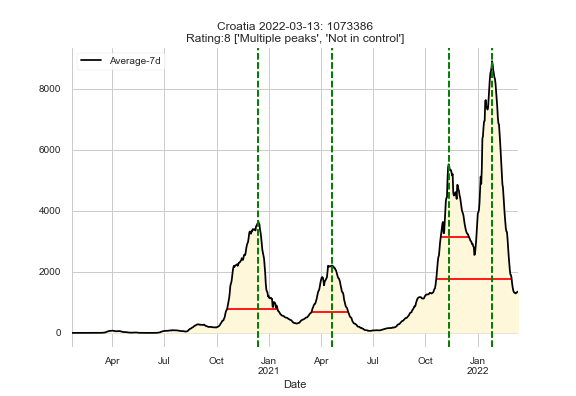 Croatia 2022-03-13: 1073386
Rating:8 ['Multiple peaks', 'Not in control']
Average-7d
8000
6000
4000
2000
0
Apr
Jul
Oct
Jan
2021
Apr
Jul
Oct
Jan
2022
Date